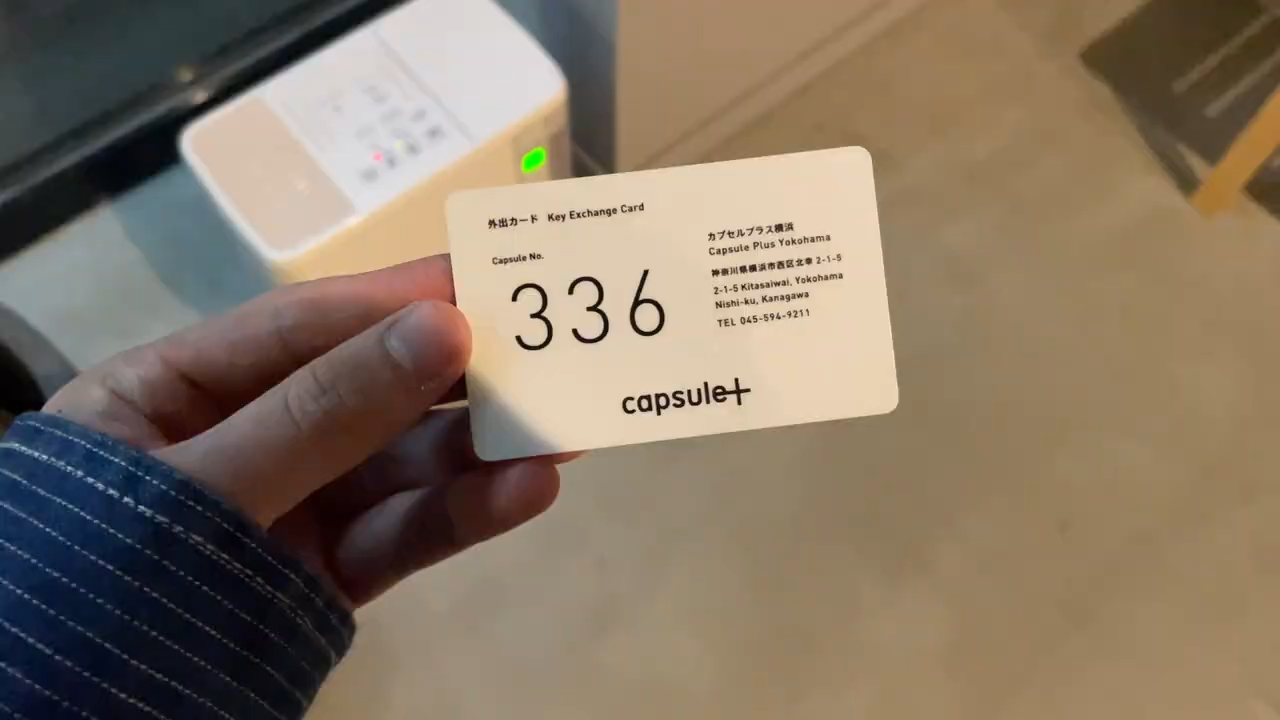 外出カード Key Exchange Card
Capsule No.
336
カプセルプラス横浜
Capsule Plus Yokohama
神奈川県横浜市西区北幸 2-1-5
2-1-5 Kitasaiwai, Yokohama
Nishi-ku, Kanagawa
TEL 045-594-9211
capsule+